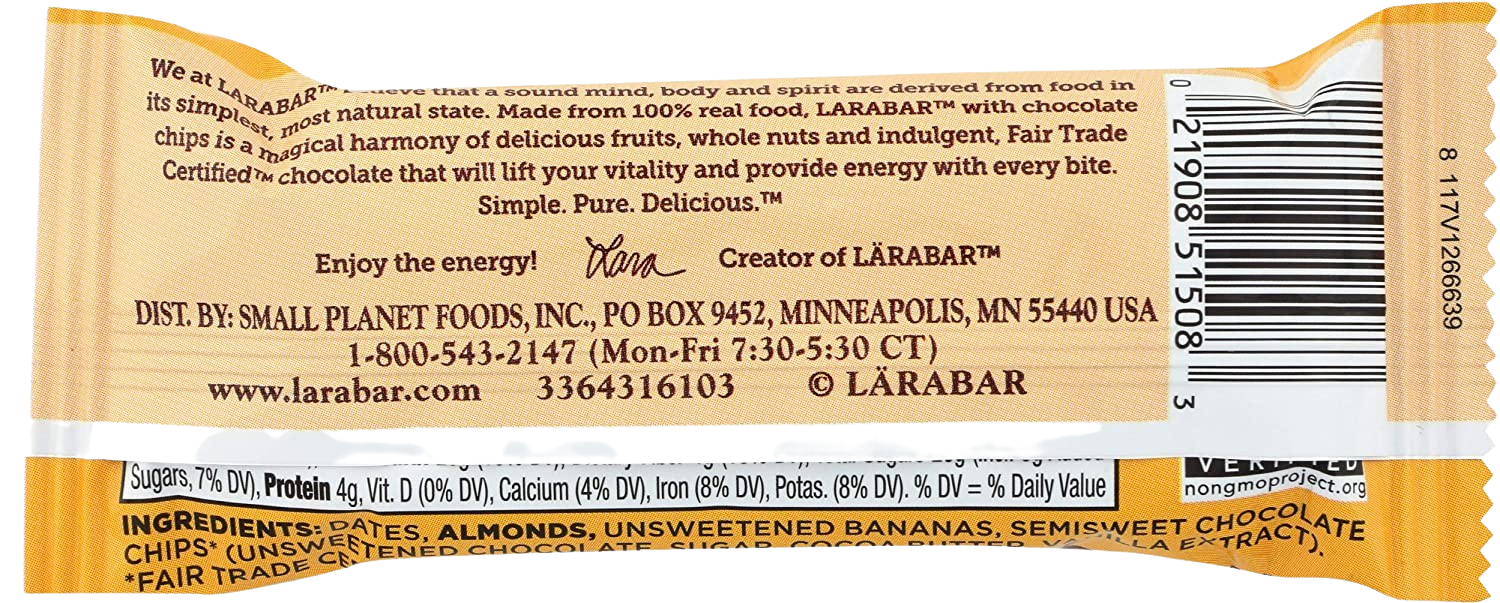 We at LARABAR™ believe that a sound mind, body and spirit are derived from food in
its simplest, most natural state. Made from 100% real food, LARABAR™ with chocolate
chips is a magical harmony of delicious fruits, whole nuts and indulgent, Fair Trade
Certified™ chocolate that will lift your vitality and provide energy with every bite.
Simple. Pure. Delicious.™
Enjoy the energy! Lara Creator of LÄRABAR™
DIST. BY: SMALL PLANET FOODS, INC., PO BOX 9452, MINNEAPOLIS, MN 55440 USA
1-800-543-2147 (Mon-Fri 7:30-5:30 CT)
www.larabar.com 3364316103 © LÄRABAR
0 21908 51508 3
8 117V1266639
Sugars, 7% DV), Protein 4g, Vit. D (0% DV), Calcium (4% DV), Iron (8% DV), Potas. (8% DV). % DV = % Daily Value
VERIFIED
nongmoproject.org
INGREDIENTS: DATES, ALMONDS, UNSWEETENED BANANAS, SEMISWEET CHOCOLATE
CHIPS* (UNSWEETENED CHOCOLATE, SUGAR, COCOA BUTTER, VANILLA EXTRACT).
*FAIR TRADE